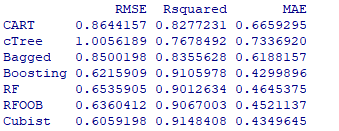 RMSE Rsquared MAE
CART 0.8644157 0.8277231 0.6659295
cTree 1.0056189 0.7678492 0.7336920
Bagged 0.8500198 0.8355628 0.6188157
Boosting 0.6215909 0.9105978 0.4299896
RF 0.6535905 0.9012634 0.4645375
RFOOB 0.6360412 0.9067003 0.4521137
Cubist 0.6059198 0.9148408 0.4349645